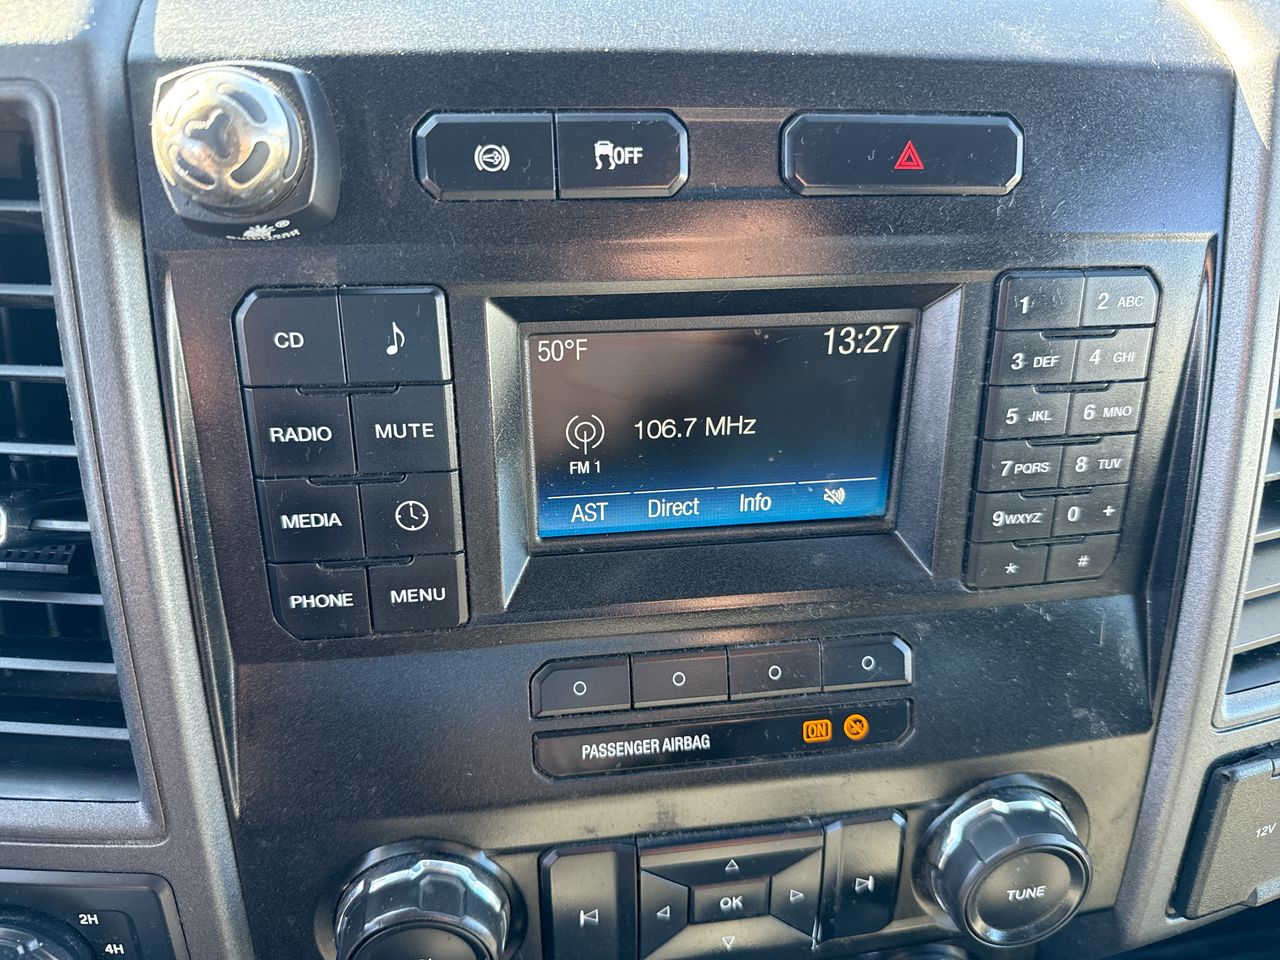 OFF
50°F
13:27
106.7 MHz
FM 1
AST Direct Info
CD
RADIO MUTE
MEDIA
PHONE MENU
1 2 ABC
3 DEF 4 GHI
5 JKL 6 MNO
7 PQRS 8 TUV
9 WXYZ 0 +
* #
PASSENGER AIRBAG ON
OK
TUNE
12V
2H
4H